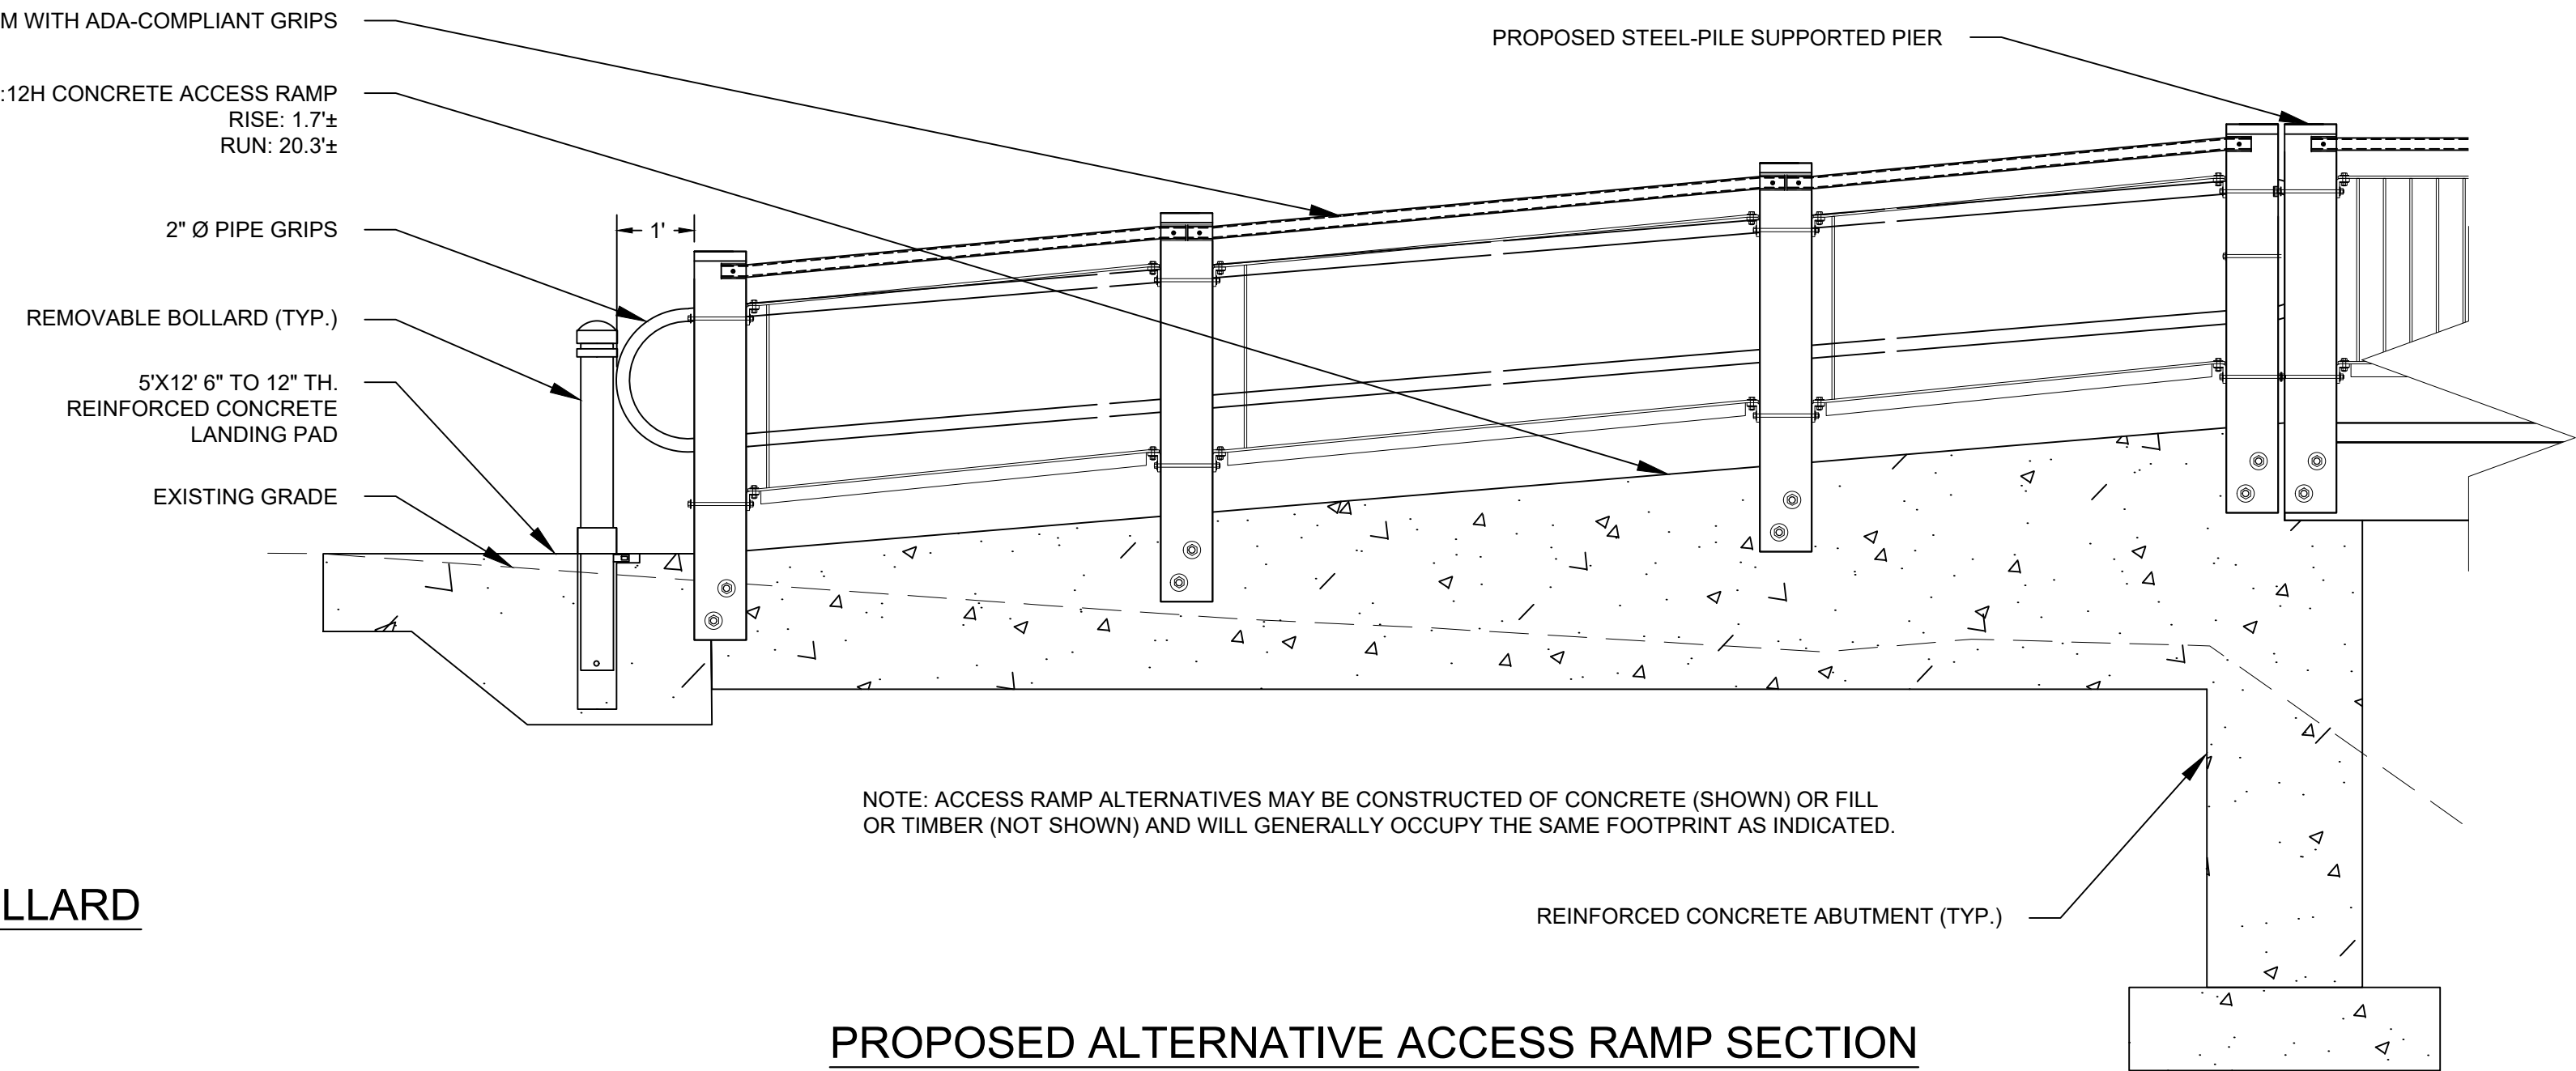 M WITH ADA-COMPLIANT GRIPS
PROPOSED STEEL-PILE SUPPORTED PIER
:12H CONCRETE ACCESS RAMP
RISE: 1.7'±
RUN: 20.3'±
2" Ø PIPE GRIPS
1'
REMOVABLE BOLLARD (TYP.)
5'X12' 6" TO 12" TH.
REINFORCED CONCRETE
LANDING PAD
EXISTING GRADE
NOTE: ACCESS RAMP ALTERNATIVES MAY BE CONSTRUCTED OF CONCRETE (SHOWN) OR FILL
OR TIMBER (NOT SHOWN) AND WILL GENERALLY OCCUPY THE SAME FOOTPRINT AS INDICATED.
LLARD
REINFORCED CONCRETE ABUTMENT (TYP.)
PROPOSED ALTERNATIVE ACCESS RAMP SECTION